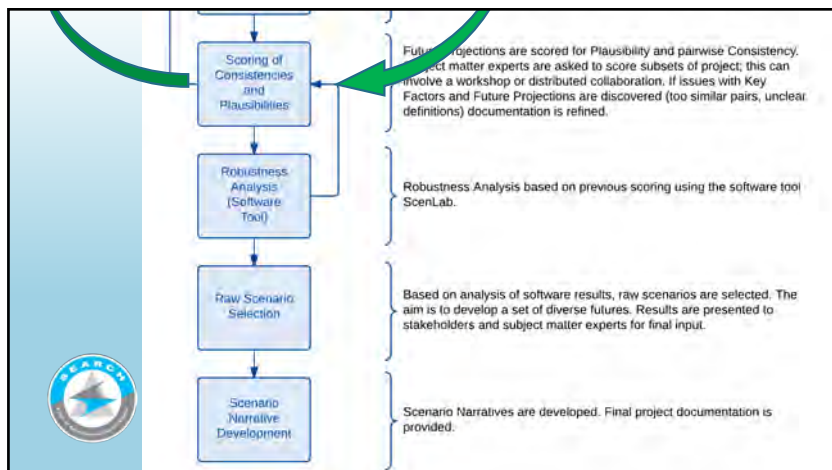 Scoring of
Consistencies
and
Plausibilities
Future Projections are scored for Plausibility and pairwise Consistency.
Subject matter experts are asked to score subsets of project; this can
involve a workshop or distributed collaboration. If issues with Key
Factors and Future Projections are discovered (too similar pairs, unclear
definitions) documentation is refined.
Robustness
Analysis
(Software
Tool)
Robustness Analysis based on previous scoring using the software tool
ScenLab.
Raw Scenario
Selection
Based on analysis of software results, raw scenarios are selected. The
aim is to develop a set of diverse futures. Results are presented to
stakeholders and subject matter experts for final input.
SEARCH
Scenario
Narrative
Development
Scenario Narratives are developed. Final project documentation is
provided.